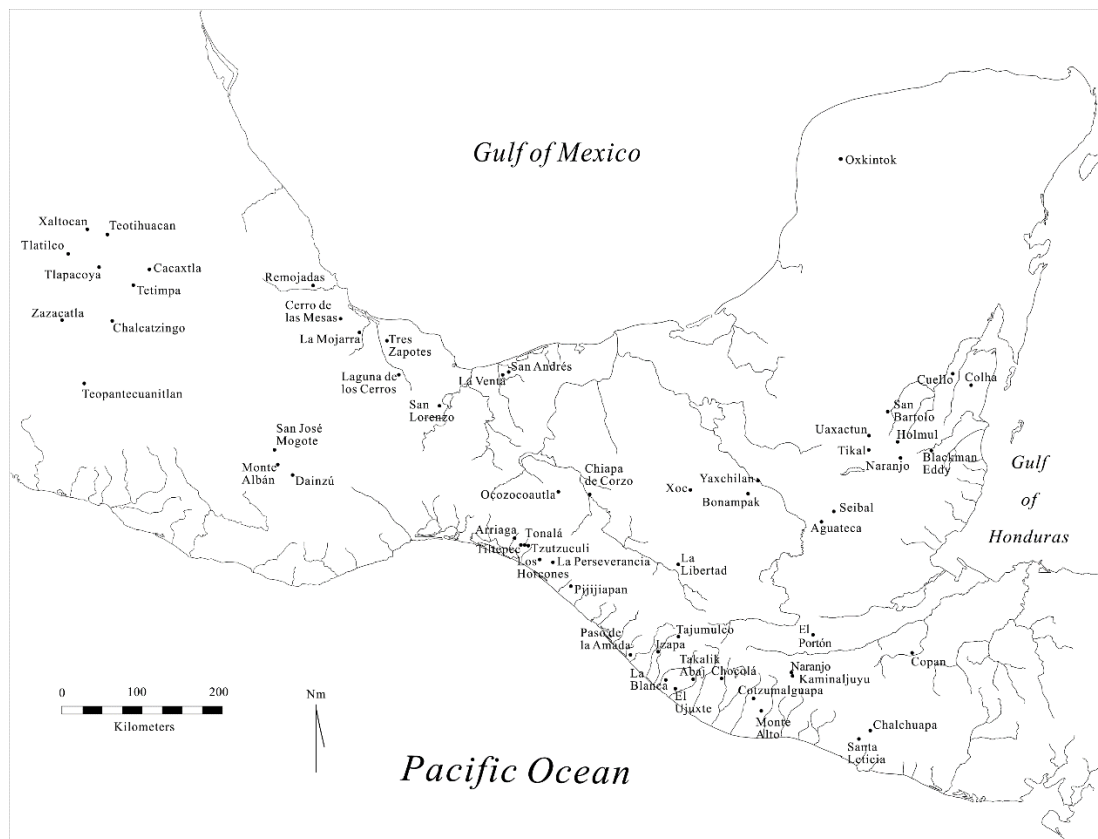 Gulf of Mexico
Oxkintok
Xaltocan
Teotihuacan
Tlatilco
Tlapacoya
Cacaxtla
Tetimpa
Zazacatla
Chalcatzingo
Teopantecuanitlan
Remojadas
Cerro de
las Mesas
La Mojarra
Tres
Zapotes
Laguna de
los Cerros
San Andrés
La Venta
San
Lorenzo
San José
Mogote
Monte
Albán
Dainzú
Cuello
Colha
San
Bartolo
Uaxactun
Holmul
Tikal
Naranjo
Blackman
Eddy
Gulf
of
Honduras
Chiapa
de Corzo
Ocozocoautla
Xoc
Yaxchilan
Bonampak
Seibal
Aguateca
Arriaga
Tonalá
Tiltepec
Tzutzuculi
Los
Horcones
La Perseverancia
La
Libertad
Pijijiapan
Paso de
la Amada
Tajumulco
Izapa
El
Portón
Copan
Takalik
Abaj
Chocolá
Naranjo
Kaminaljuyu
La
Blanca
El
Ujuxte
Cotzumalguapa
Monte
Alto
Chalchuapa
Santa
Leticia
0 100 200
Kilometers
Nm
Pacific Ocean